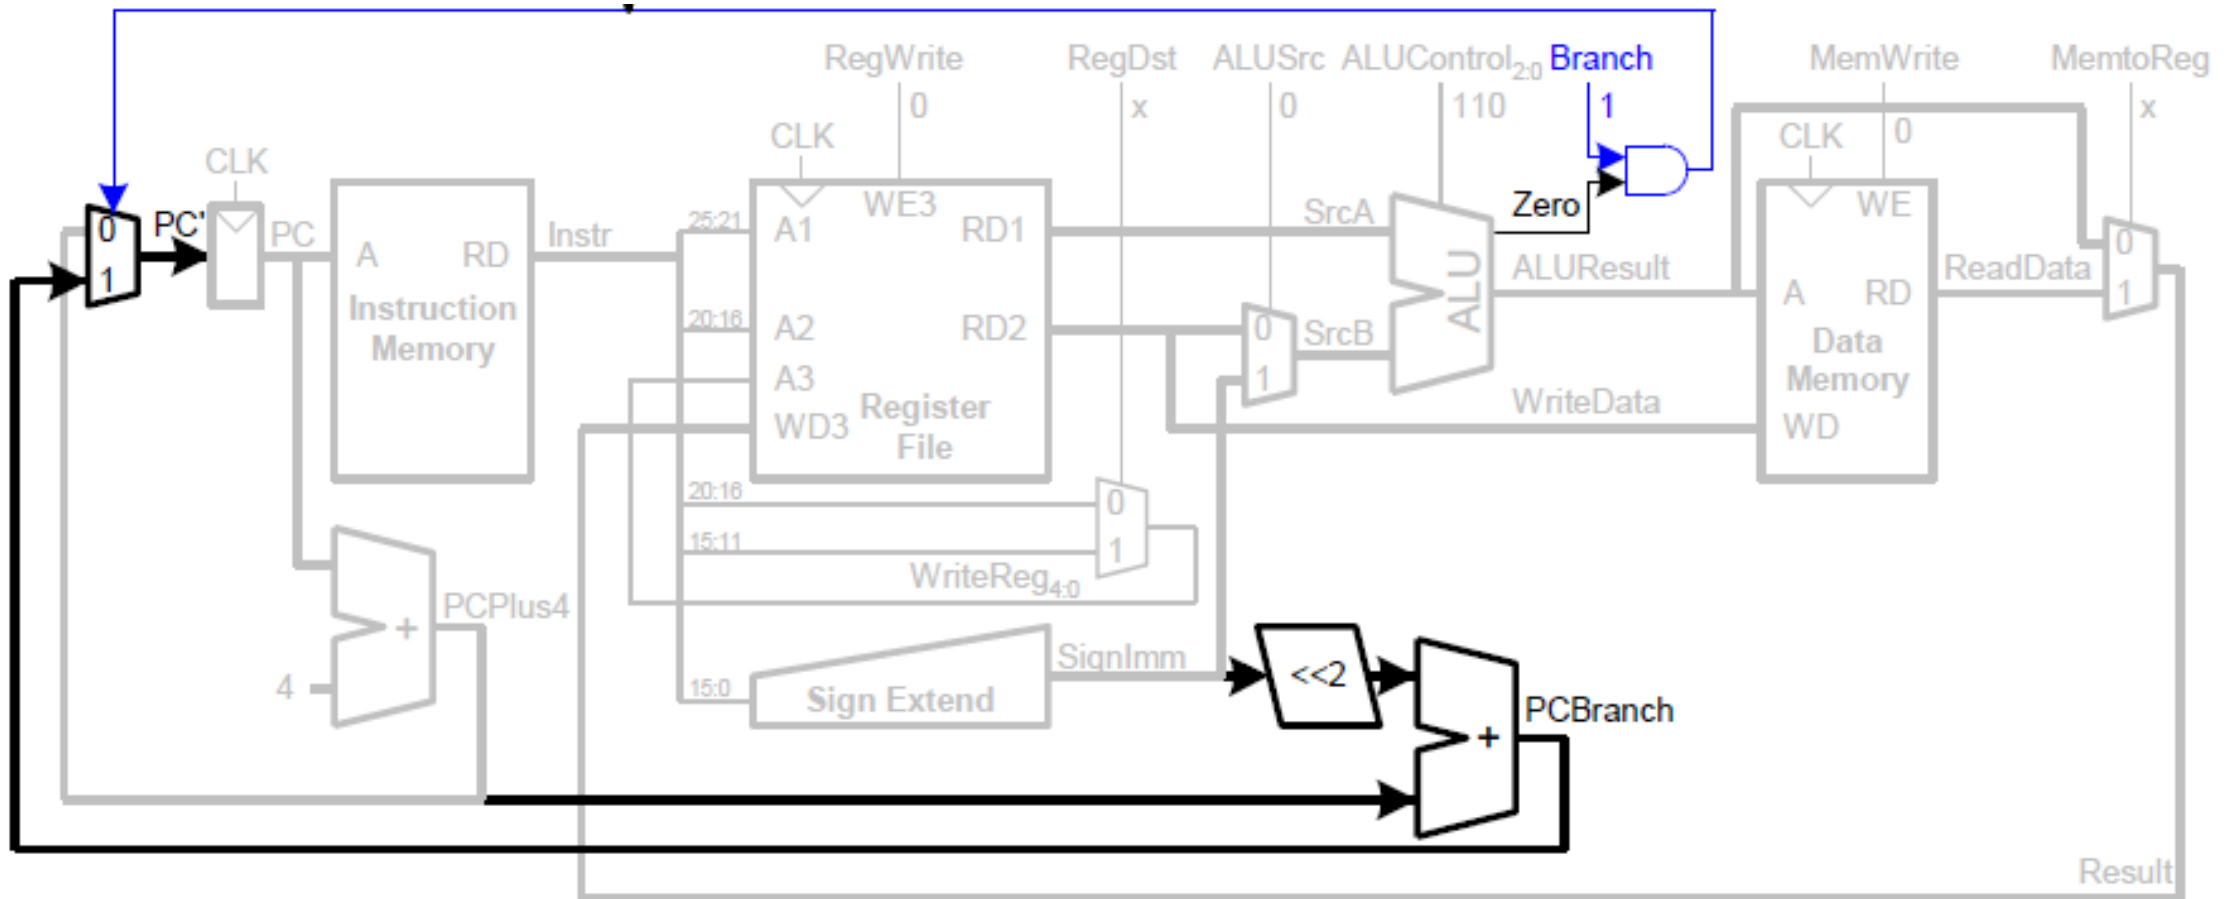 RegWrite RegDst ALUSrc ALUControl2:0 Branch MemWrite MemtoReg
0 x 0 110 1 0 x
CLK CLK CLK
0 PC' PC
1
A RD
Instruction
Memory
Instr
25:21 A1 WE3 RD1 SrcA
20:16 A2 RD2
A3
WD3 Register
File
0 SrcB
1
ALU
Zero
ALUResult
WriteData
WE
A RD
Data
Memory
WD
ReadData 0
1
20:16 0
15:11 1
WriteReg4:0
PCPlus4
+
4
15:0 Sign Extend SignImm
<<2
+
PCBranch
Result